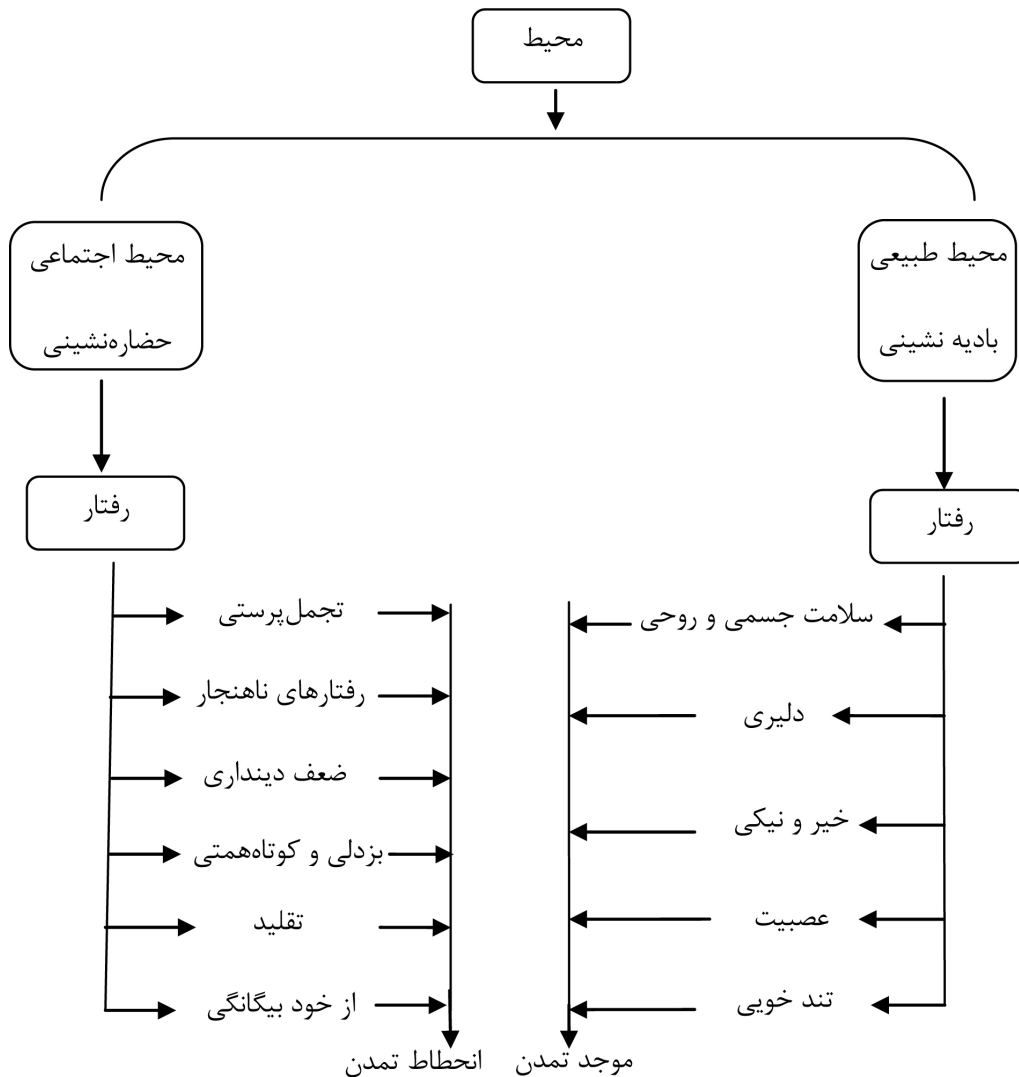 محیط
محیط طبیعی
بادیه نشینی
محیط اجتماعی
حضاره‌نشینی
رفتار
رفتار
سلامت جسمی و روحی
دلیری
خیر و نیکی
عصبیت
تند خویی
موجد تمدن
تجمل‌پرستی
رفتارهای ناهنجار
ضعف دینداری
بزدلی و کوتاه‌همتی
تقلید
از خود بیگانگی
انحطاط تمدن